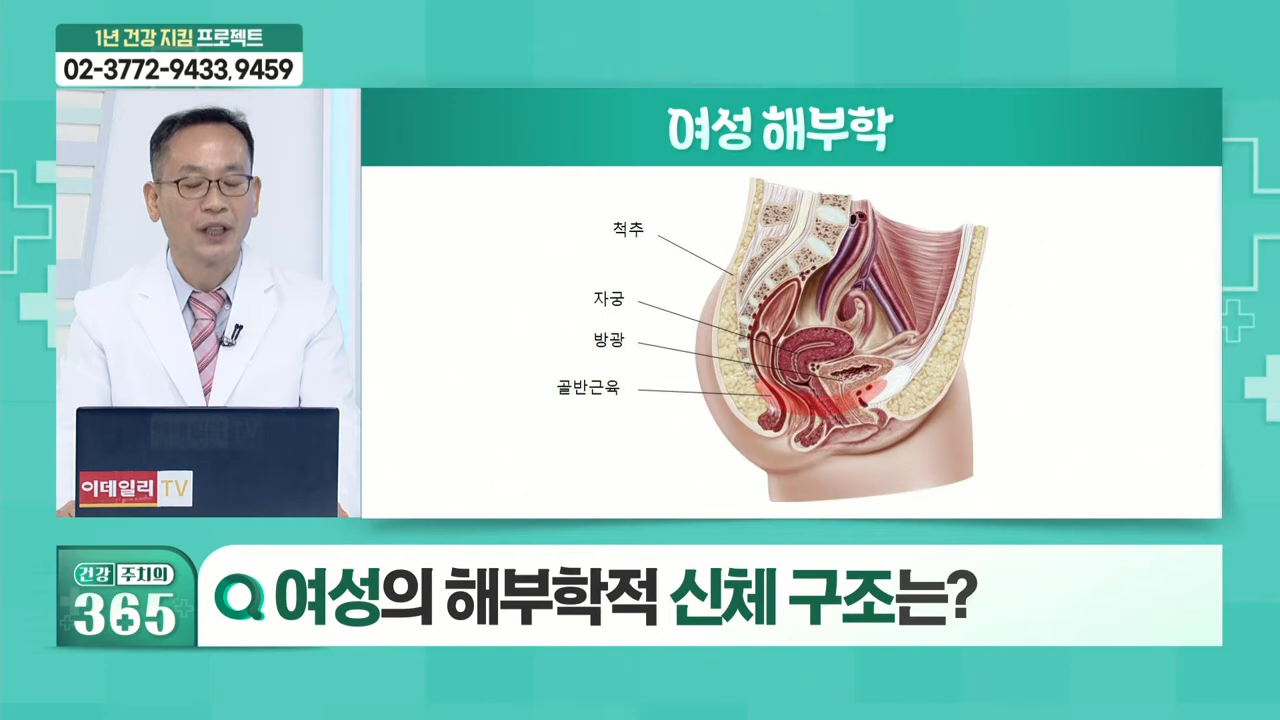 1년 건강 지킴 프로젝트
02-3772-9433, 9459
여성 해부학
척추
자궁
방광
골반근육
이데일리 TV
건강 주치의
365
Q 여성의 해부학적 신체 구조는?